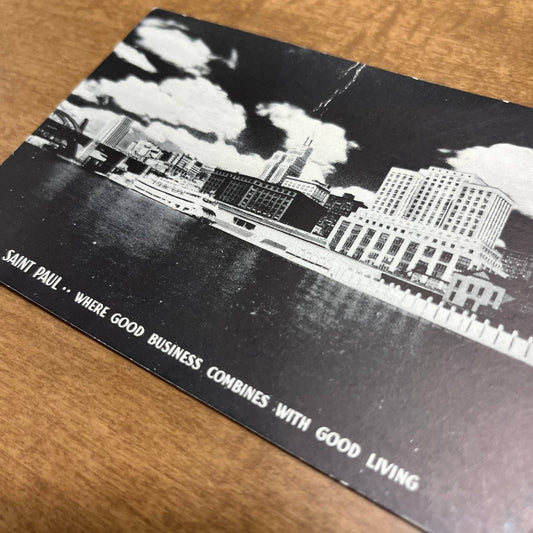 SAINT PAUL .. WHERE GOOD BUSINESS COMBINES WITH GOOD LIVING